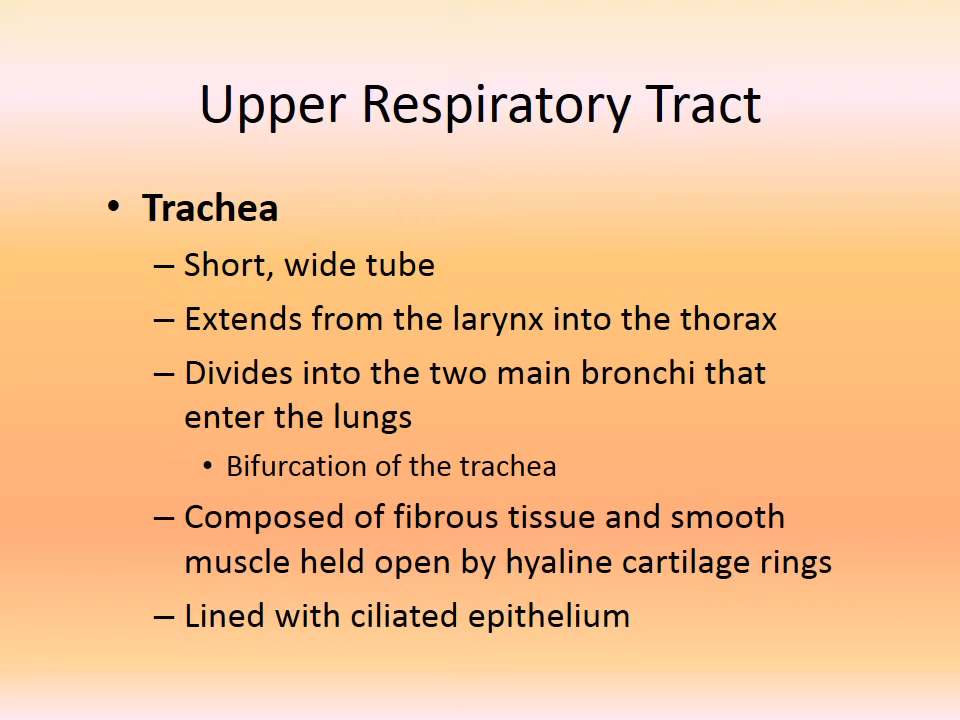 Upper Respiratory Tract
• Trachea
– Short, wide tube
– Extends from the larynx into the thorax
– Divides into the two main bronchi that
enter the lungs
• Bifurcation of the trachea
– Composed of fibrous tissue and smooth
muscle held open by hyaline cartilage rings
– Lined with ciliated epithelium